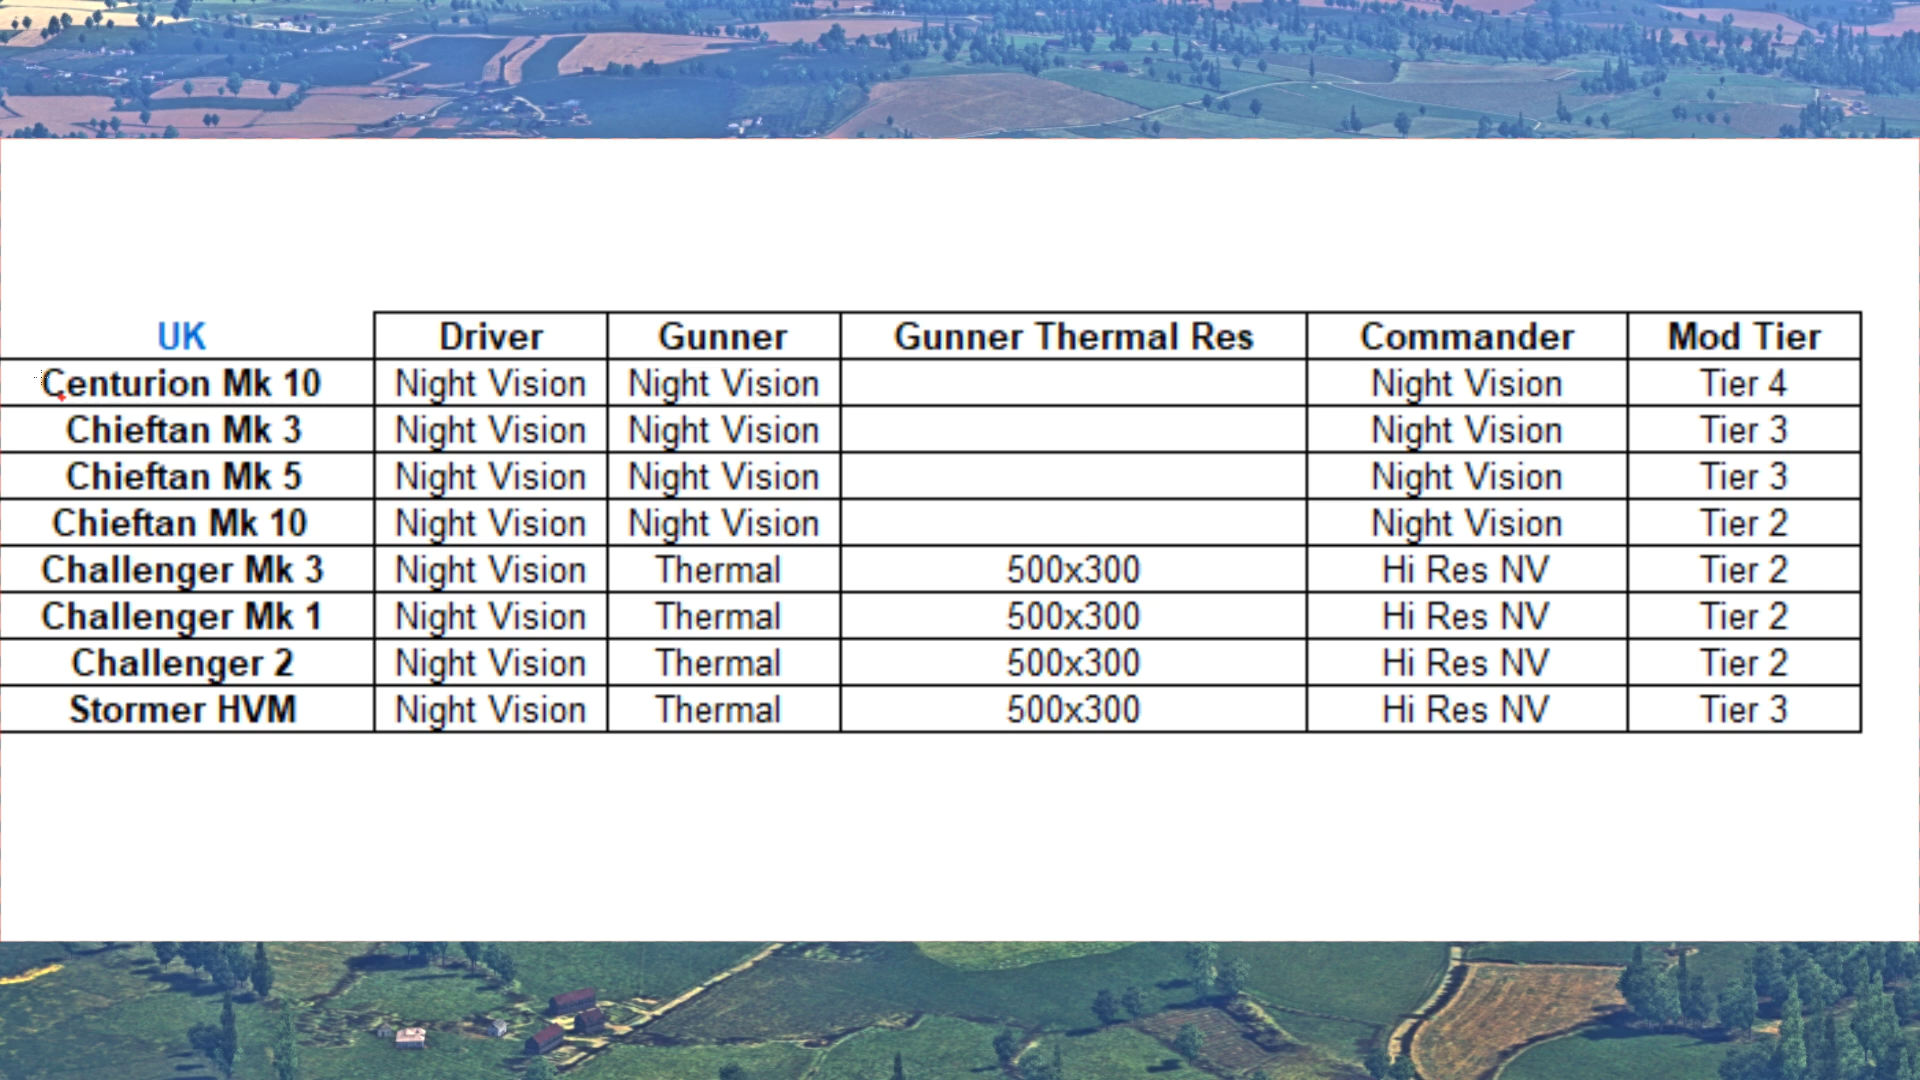 UK Driver Gunner Gunner Thermal Res Commander Mod Tier
Centurion Mk 10 Night Vision Night Vision Night Vision Tier 4
Chieftan Mk 3 Night Vision Night Vision Night Vision Tier 3
Chieftan Mk 5 Night Vision Night Vision Night Vision Tier 3
Chieftan Mk 10 Night Vision Night Vision Night Vision Tier 2
Challenger Mk 3 Night Vision Thermal 500x300 Hi Res NV Tier 2
Challenger Mk 1 Night Vision Thermal 500x300 Hi Res NV Tier 2
Challenger 2 Night Vision Thermal 500x300 Hi Res NV Tier 2
Stormer HVM Night Vision Thermal 500x300 Hi Res NV Tier 3